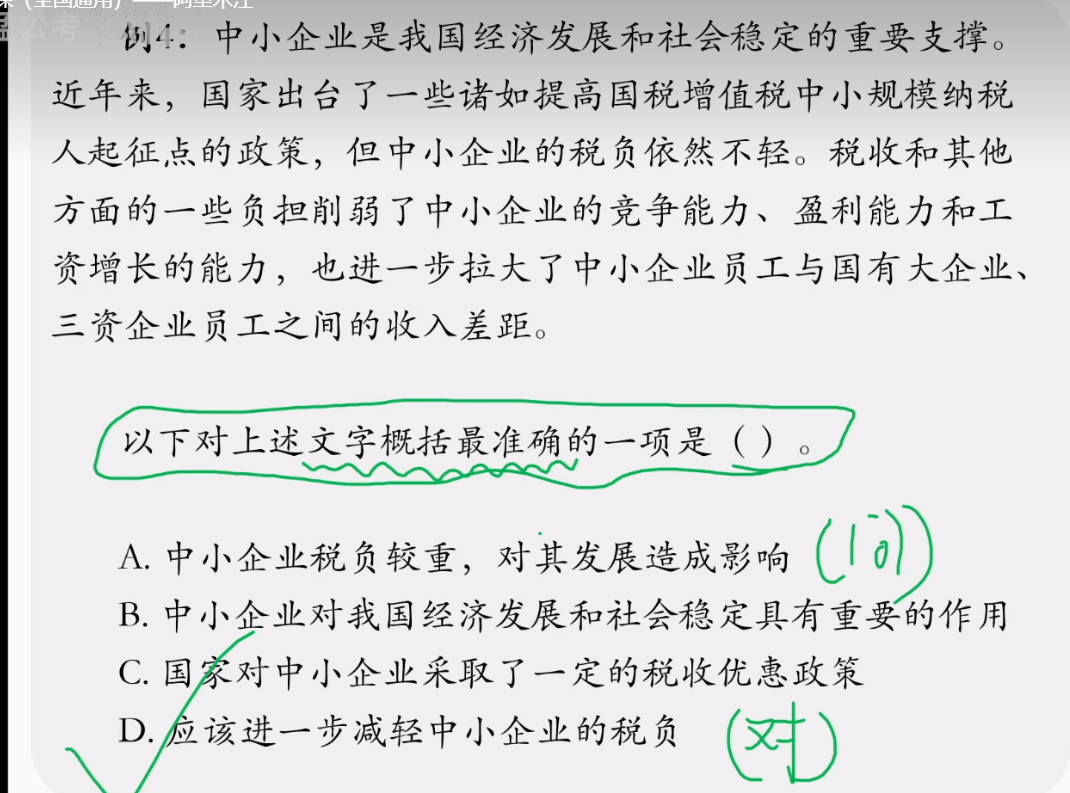 例4：中小企业是我国经济发展和社会稳定的重要支撑。
近年来，国家出台了一些诸如提高国税增值税中小规模纳税
人起征点的政策，但中小企业的税负依然不轻。税收和其他
方面的一些负担削弱了中小企业的竞争能力、盈利能力和工
资增长的能力，也进一步拉大了中小企业员工与国有大企业、
三资企业员工之间的收入差距。
以下对上述文字概括最准确的一项是（）。
A. 中小企业税负较重，对其发展造成影响 (问)
B. 中小企业对我国经济发展和社会稳定具有重要的作用
C. 国家对中小企业采取了一定的税收优惠政策
D. 应该进一步减轻中小企业的税负 (对)